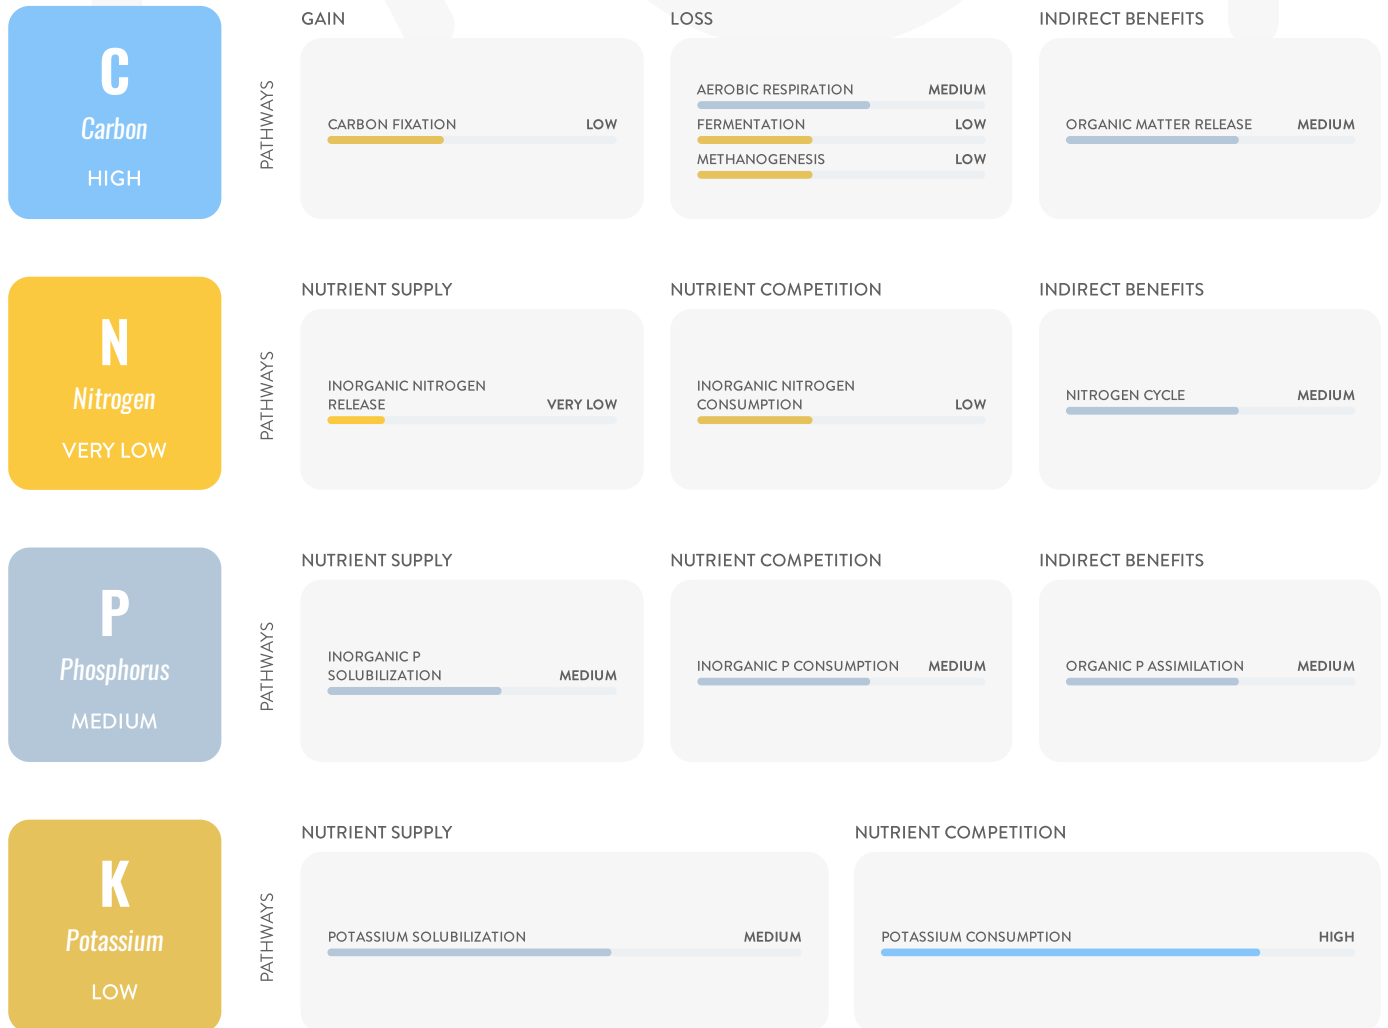 C
Carbon
HIGH
PATHWAYS
GAIN
CARBON FIXATION LOW
LOSS
AEROBIC RESPIRATION MEDIUM
FERMENTATION LOW
METHANOGENESIS LOW
INDIRECT BENEFITS
ORGANIC MATTER RELEASE MEDIUM
N
Nitrogen
VERY LOW
PATHWAYS
NUTRIENT SUPPLY
INORGANIC NITROGEN
RELEASE VERY LOW
NUTRIENT COMPETITION
INORGANIC NITROGEN
CONSUMPTION LOW
INDIRECT BENEFITS
NITROGEN CYCLE MEDIUM
P
Phosphorus
MEDIUM
PATHWAYS
NUTRIENT SUPPLY
INORGANIC P
SOLUBILIZATION MEDIUM
NUTRIENT COMPETITION
INORGANIC P CONSUMPTION MEDIUM
INDIRECT BENEFITS
ORGANIC P ASSIMILATION MEDIUM
K
Potassium
LOW
PATHWAYS
NUTRIENT SUPPLY
POTASSIUM SOLUBILIZATION MEDIUM
NUTRIENT COMPETITION
POTASSIUM CONSUMPTION HIGH